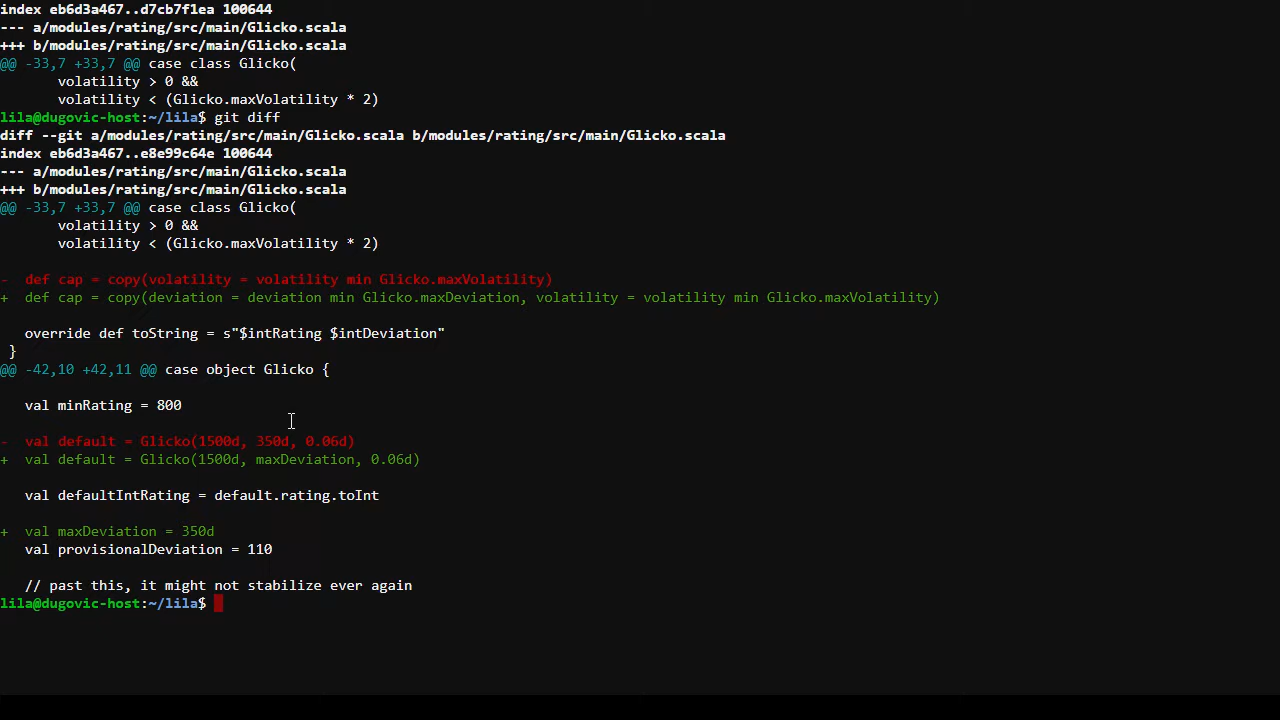 index eb6d3a467..d7cb7f1ea 100644
--- a/modules/rating/src/main/Glicko.scala
+++ b/modules/rating/src/main/Glicko.scala
@@ -33,7 +33,7 @@ case class Glicko(
       volatility > 0 &&
       volatility < (Glicko.maxVolatility * 2)
lila@dugovic-host:~/lila$ git diff
diff --git a/modules/rating/src/main/Glicko.scala b/modules/rating/src/main/Glicko.scala
index eb6d3a467..e8e99c64e 100644
--- a/modules/rating/src/main/Glicko.scala
+++ b/modules/rating/src/main/Glicko.scala
@@ -33,7 +33,7 @@ case class Glicko(
       volatility > 0 &&
       volatility < (Glicko.maxVolatility * 2)
-  def cap = copy(volatility = volatility min Glicko.maxVolatility)
+  def cap = copy(deviation = deviation min Glicko.maxDeviation, volatility = volatility min Glicko.maxVolatility)
   override def toString = s"$intRating $intDeviation"
 }
@@ -42,10 +42,11 @@ case object Glicko {
   val minRating = 800
-  val default = Glicko(1500d, 350d, 0.06d)
+  val default = Glicko(1500d, maxDeviation, 0.06d)
   val defaultIntRating = default.rating.toInt
+  val maxDeviation = 350d
   val provisionalDeviation = 110
   // past this, it might not stabilize ever again
lila@dugovic-host:~/lila$